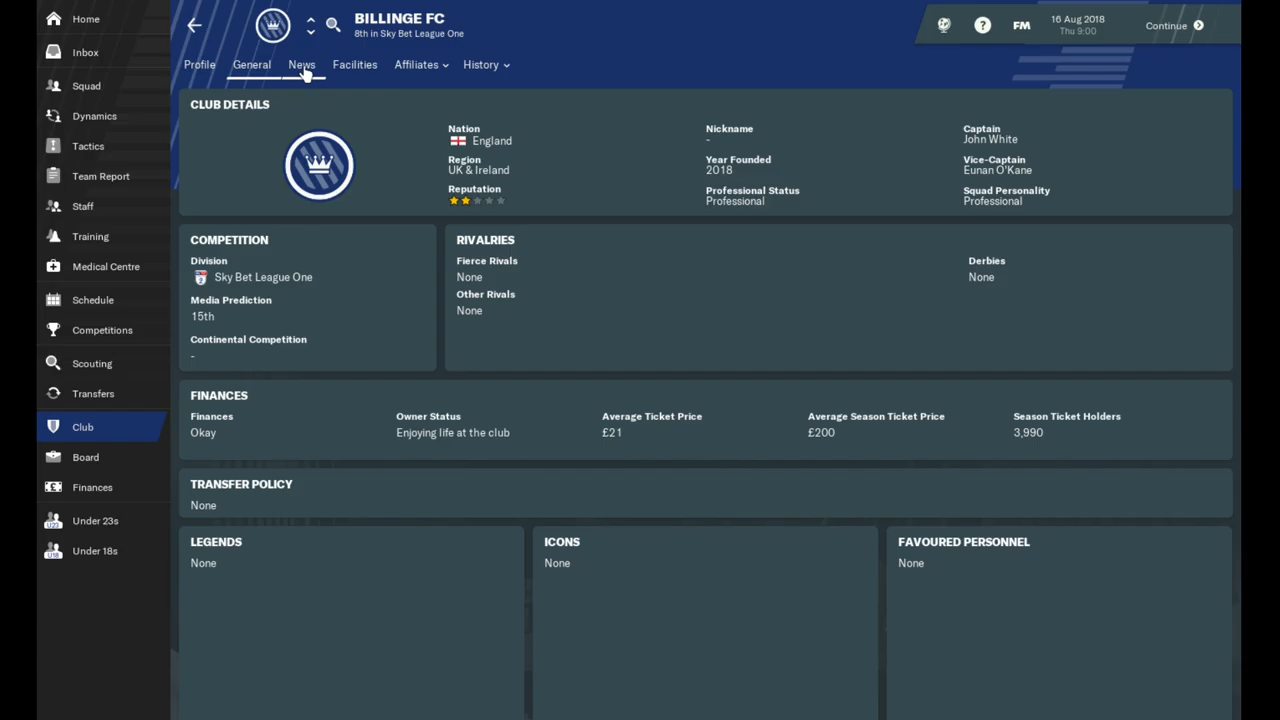 Home
Inbox
Squad
Dynamics
Tactics
Team Report
Staff
Training
Medical Centre
Schedule
Competitions
Scouting
Transfers
Club
Board
Finances
Under 23s
Under 18s
BILLINGE FC
8th in Sky Bet League One
FM
16 Aug 2018
Thu 9:00
Continue
Profile
General
News
Facilities
Affiliates
History
CLUB DETAILS
Nation
England
Region
UK & Ireland
Reputation
Nickname
-
Year Founded
2018
Professional Status
Professional
Captain
John White
Vice-Captain
Eunan O'Kane
Squad Personality
Professional
COMPETITION
Division
Sky Bet League One
Media Prediction
15th
Continental Competition
-
RIVALRIES
Fierce Rivals
None
Other Rivals
None
Derbies
None
FINANCES
Finances
Okay
Owner Status
Enjoying life at the club
Average Ticket Price
£21
Average Season Ticket Price
£200
Season Ticket Holders
3,990
TRANSFER POLICY
None
LEGENDS
None
ICONS
None
FAVOURED PERSONNEL
None